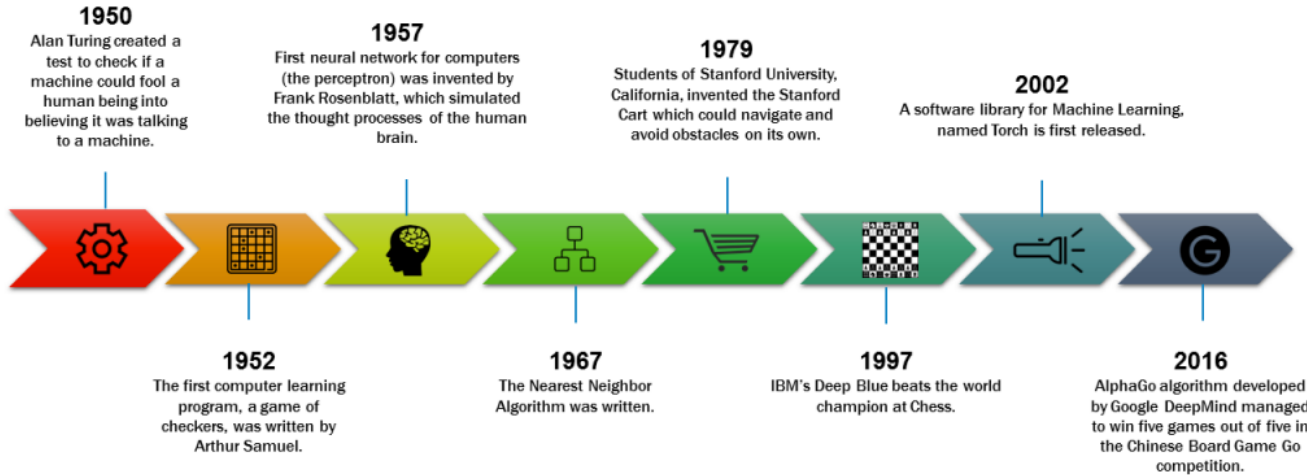 1950
Alan Turing created a
test to check if a
machine could fool a
human being into
believing it was talking
to a machine.
1952
The first computer learning
program, a game of
checkers, was written by
Arthur Samuel.
1957
First neural network for computers
(the perceptron) was invented by
Frank Rosenblatt, which simulated
the thought processes of the human
brain.
1967
The Nearest Neighbor
Algorithm was written.
1979
Students of Stanford University,
California, invented the Stanford
Cart which could navigate and
avoid obstacles on its own.
1997
IBM's Deep Blue beats the world
champion at Chess.
2002
A software library for Machine Learning,
named Torch is first released.
G
2016
AlphaGo algorithm developed
by Google DeepMind managed
to win five games out of five in
the Chinese Board Game Go
competition.